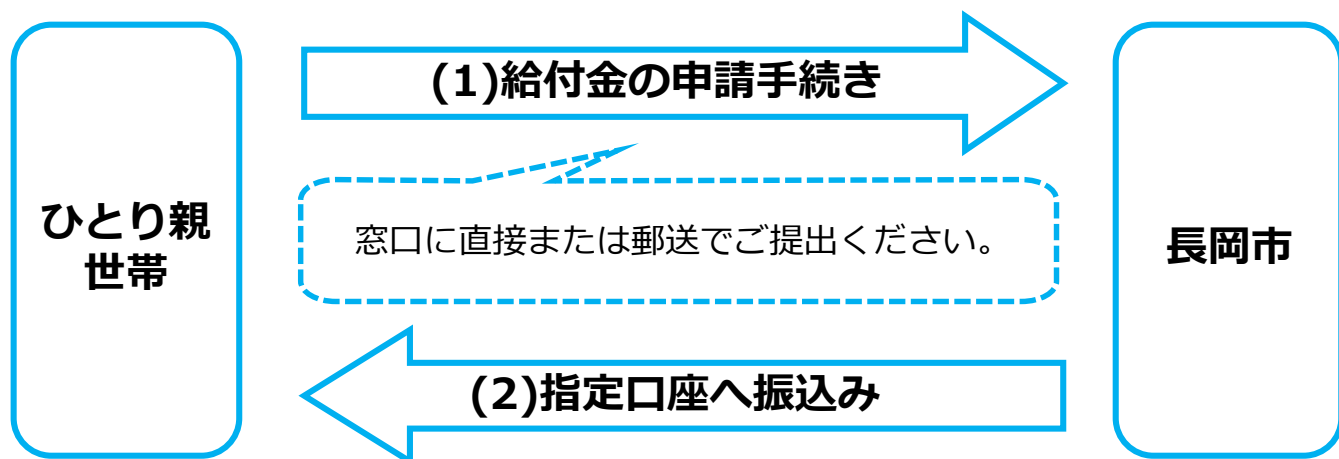 (1)給付金の申請手続き
ひとり親
世帯
窓口に直接または郵送でご提出ください。
長岡市
(2)指定口座へ振込み